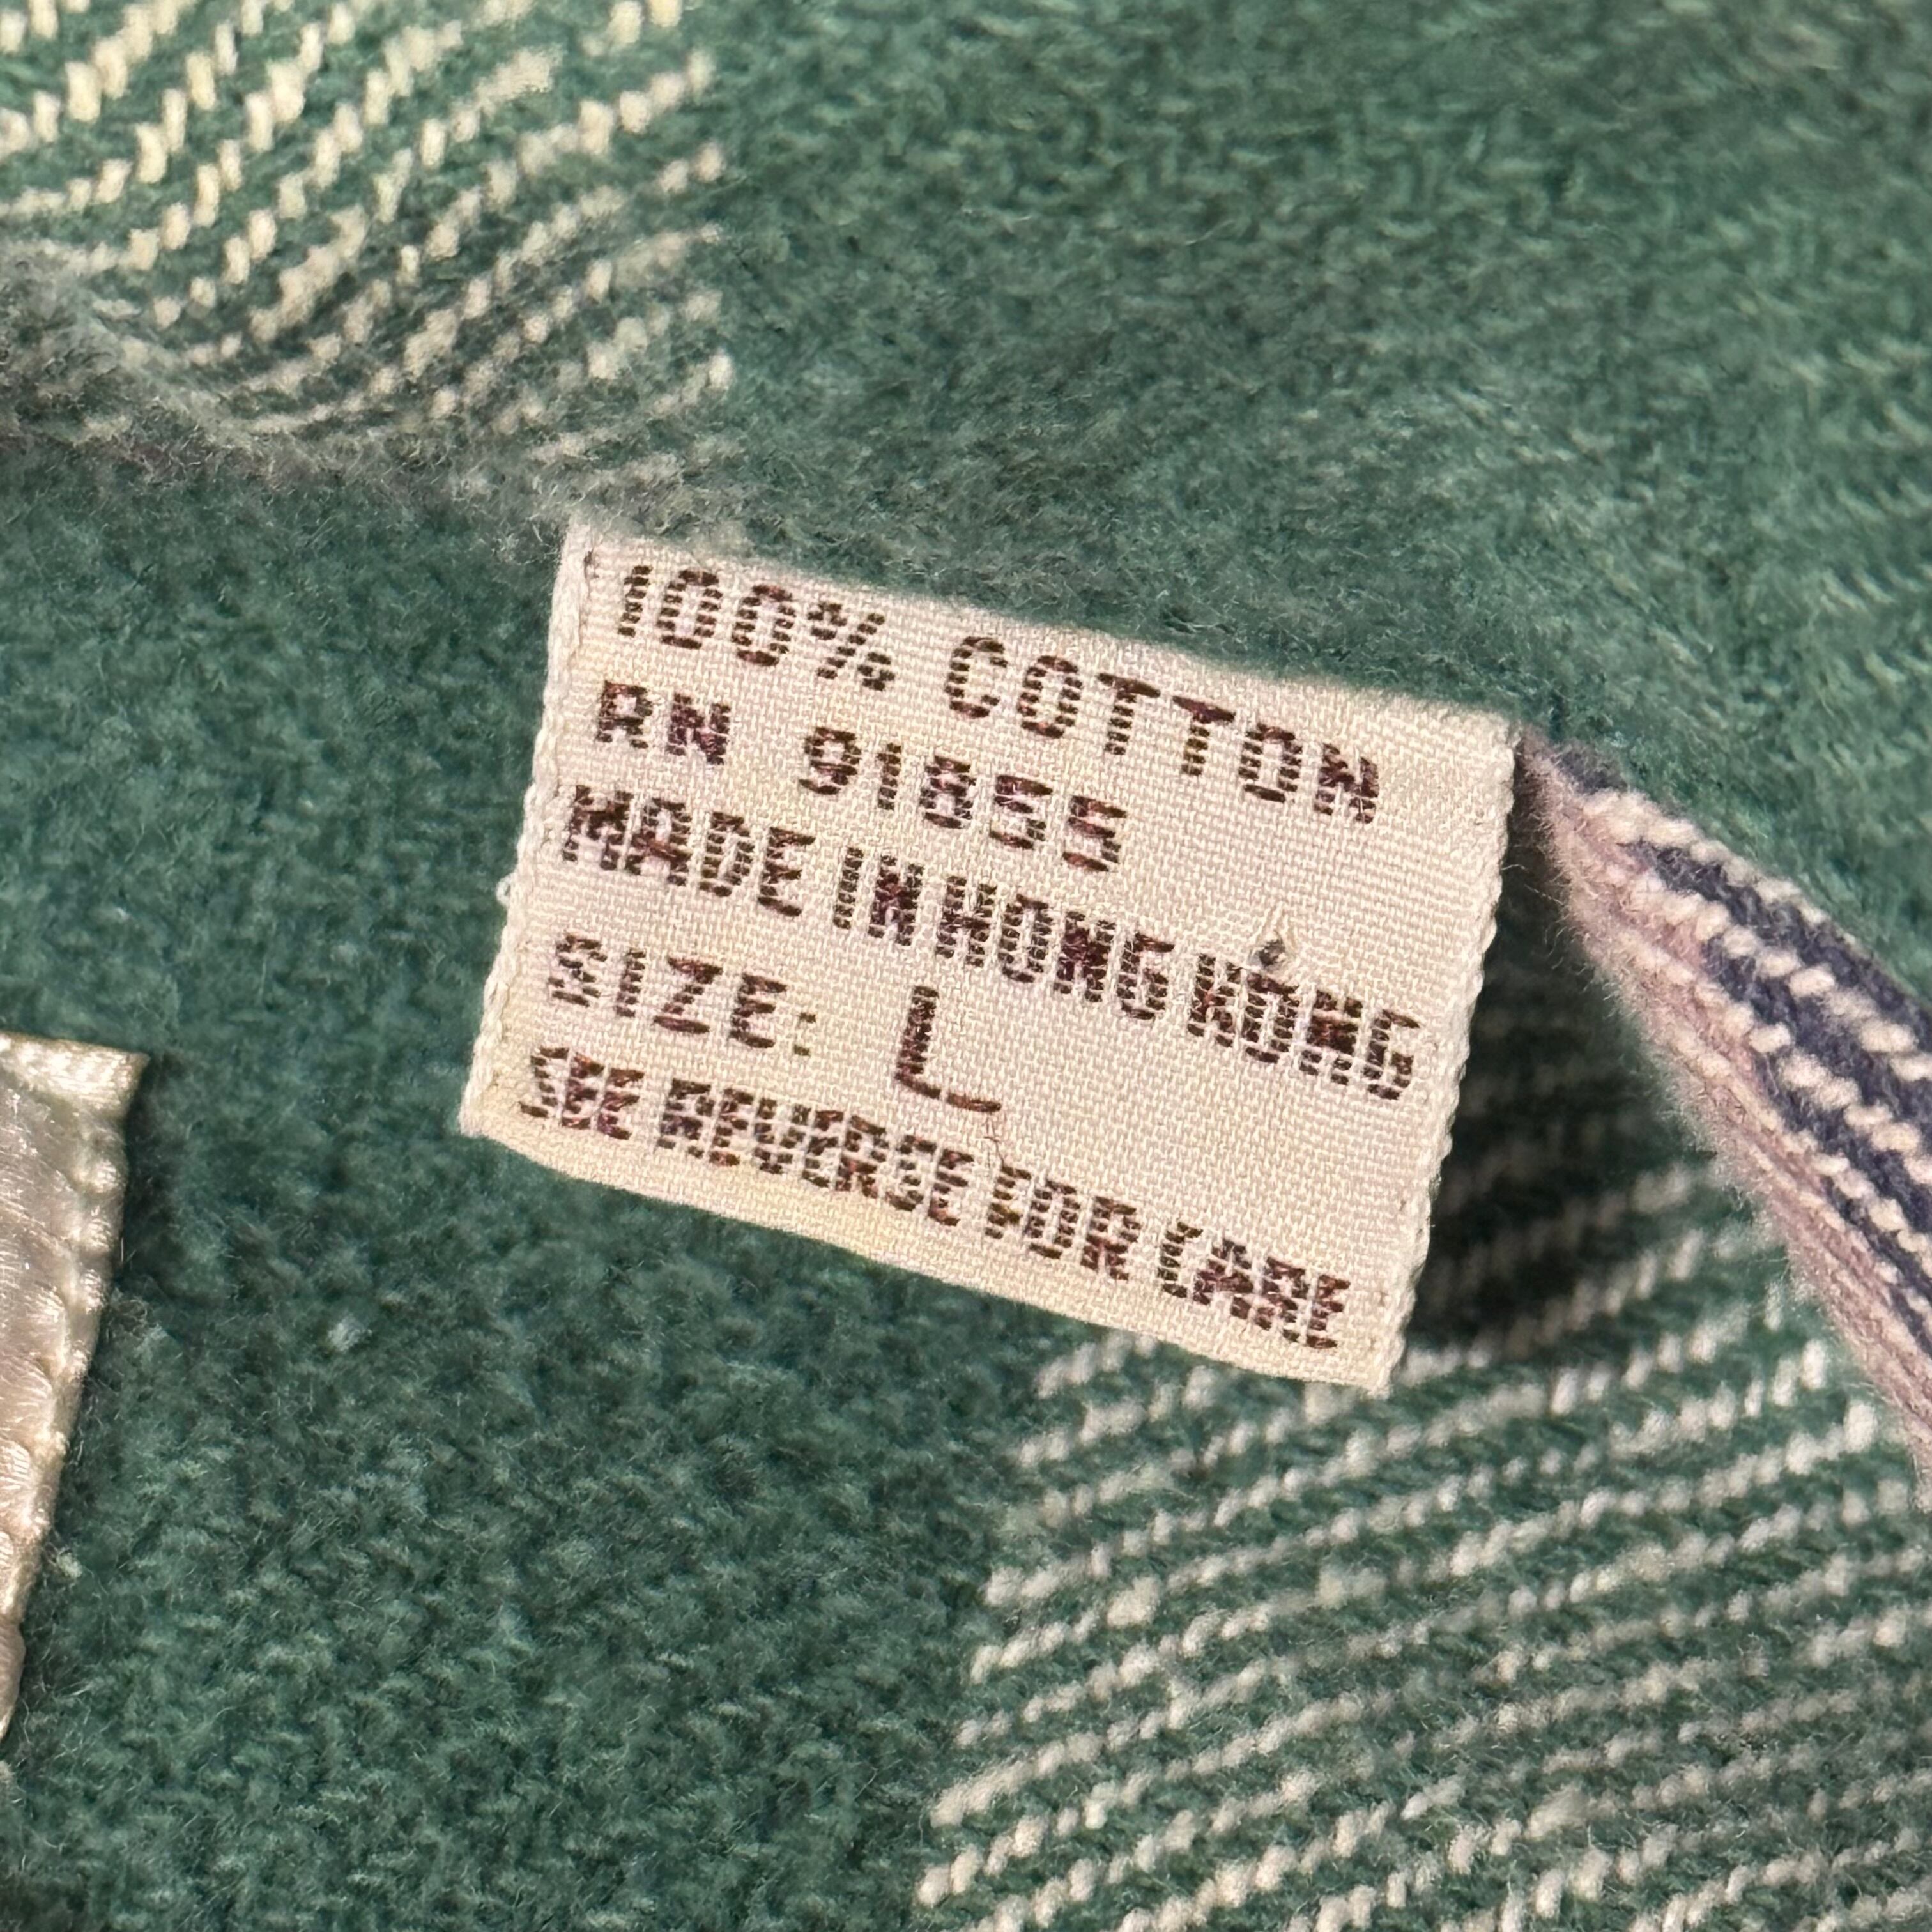 100% COTTON
RN 91855
MADE IN HONG KONG
SIZE: L
SEE REVERSE FOR CARE